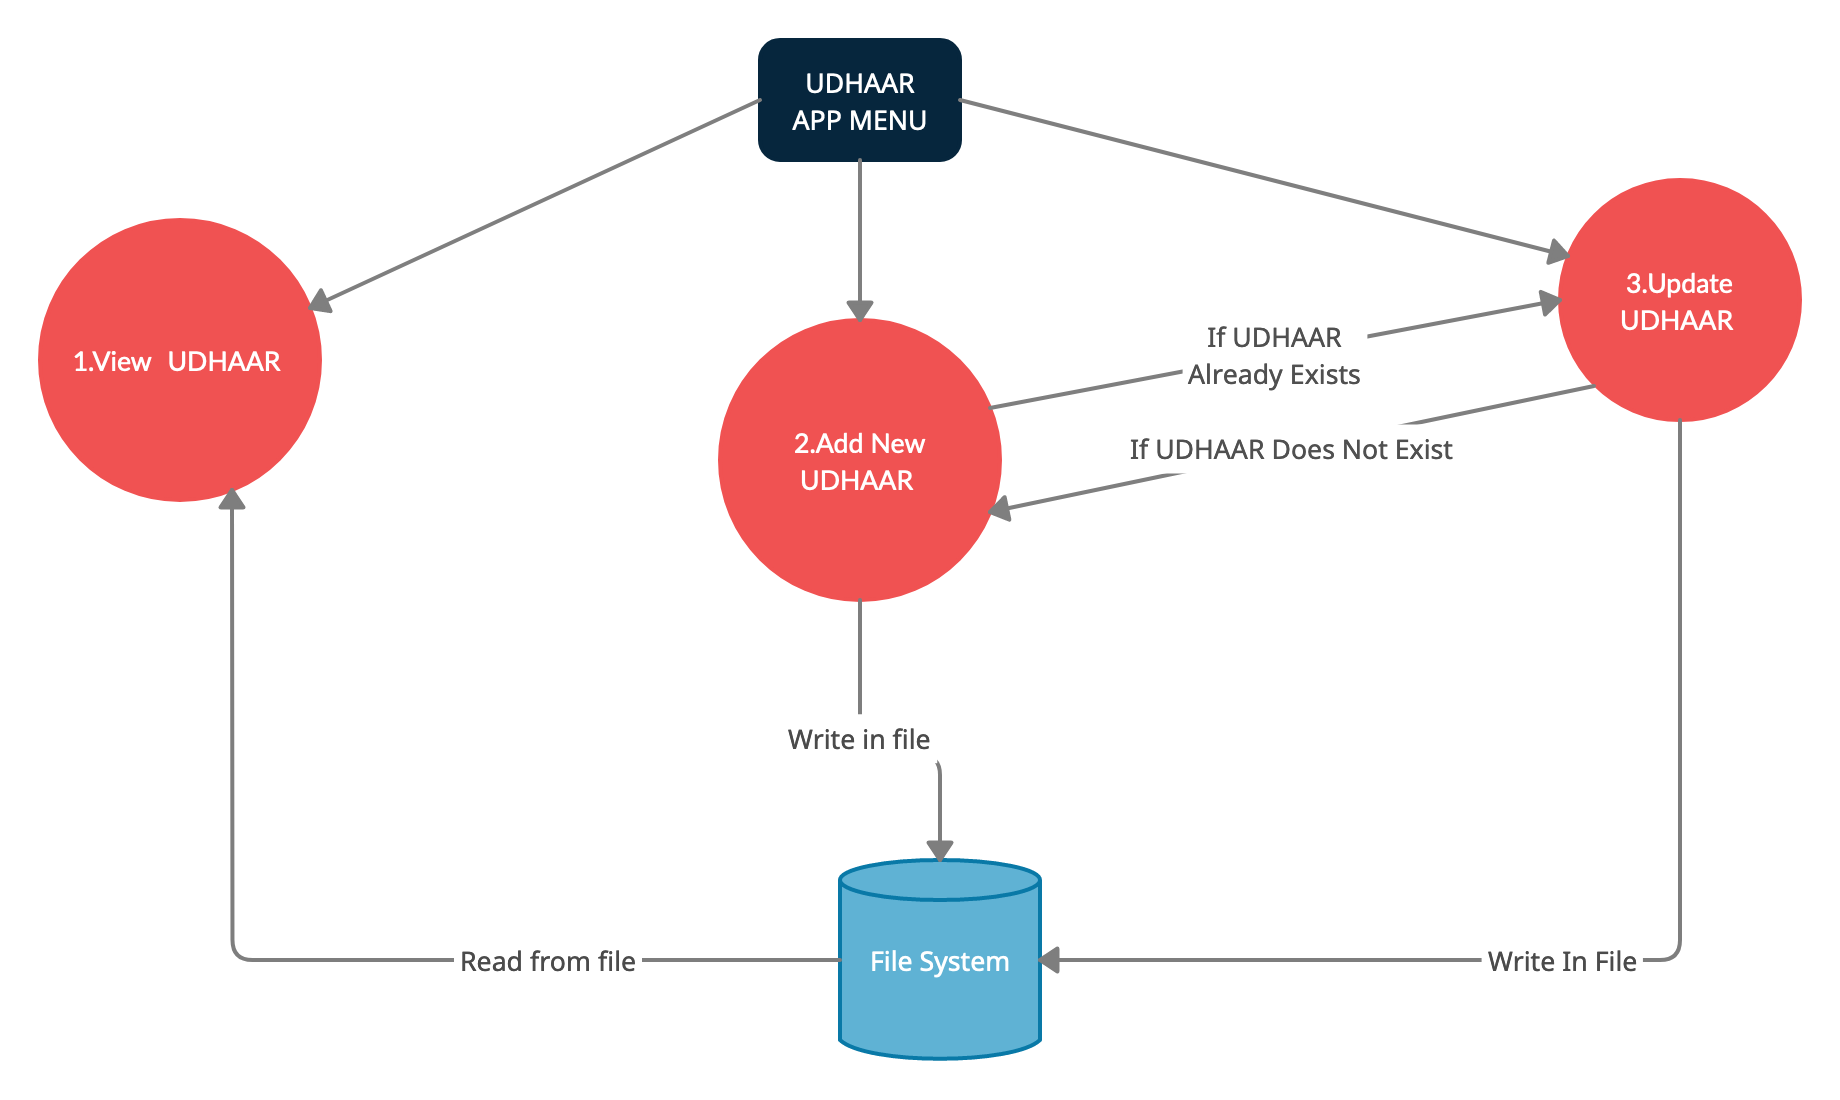 UDHAAR
APP MENU
1.View  UDHAAR
2.Add New
UDHAAR
3.Update
UDHAAR
If UDHAAR
Already Exists
If UDHAAR Does Not Exist
Write in file
Read from file
File System
Write In File